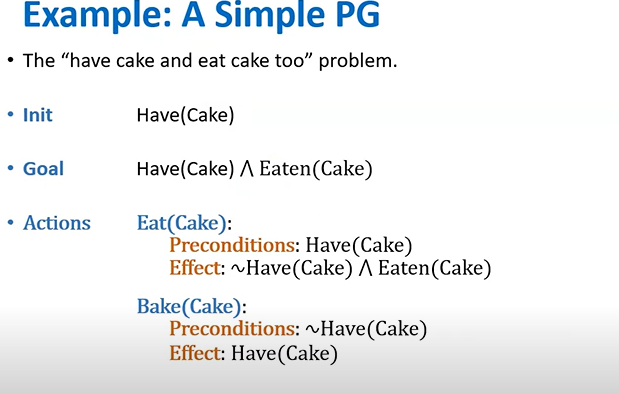 Example: A Simple PG
• The “have cake and eat cake too” problem.
• Init Have(Cake)
• Goal Have(Cake) ⋀ Eaten(Cake)
• Actions Eat(Cake):
Preconditions: Have(Cake)
Effect: ~Have(Cake) ⋀ Eaten(Cake)
Bake(Cake):
Preconditions: ~Have(Cake)
Effect: Have(Cake)